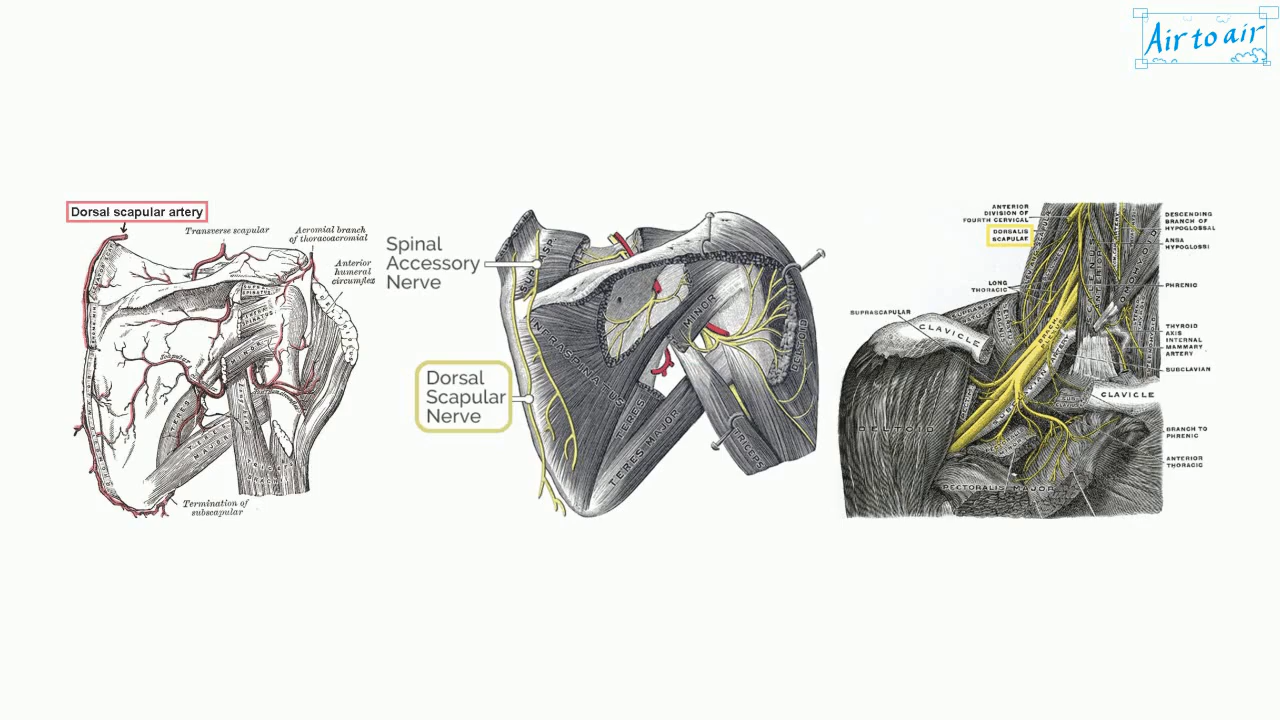 Air to air
Dorsal scapular artery
Transverse scapular
Acromial branch
of thoracoacromial
Anterior
humeral
circumflex
Termination of
subscapular
TERES
MAJOR
Spinal
Accessory
Nerve
Dorsal
Scapular
Nerve
INFRASPINATUS
MINOR
TERES
TERES MAJOR
TRICEPS
DELTOID
ANTERIOR
DIVISION OF
FOURTH CERVICAL
DORSALIS
SCAPULAE
LONG
THORACIC
SUPRASCAPULAR
CLAVICLE
DELTOID
PECTORALIS MAJOR
DESCENDING
BRANCH OF
HYPOGLOSSAL
ANSA
HYPOGLOSSI
PHRENIC
THYROID
AXIS
INTERNAL
MAMMARY
ARTERY
SUBCLAVIAN
CLAVICLE
BRANCH TO
PHRENIC
ANTERIOR
THORACIC